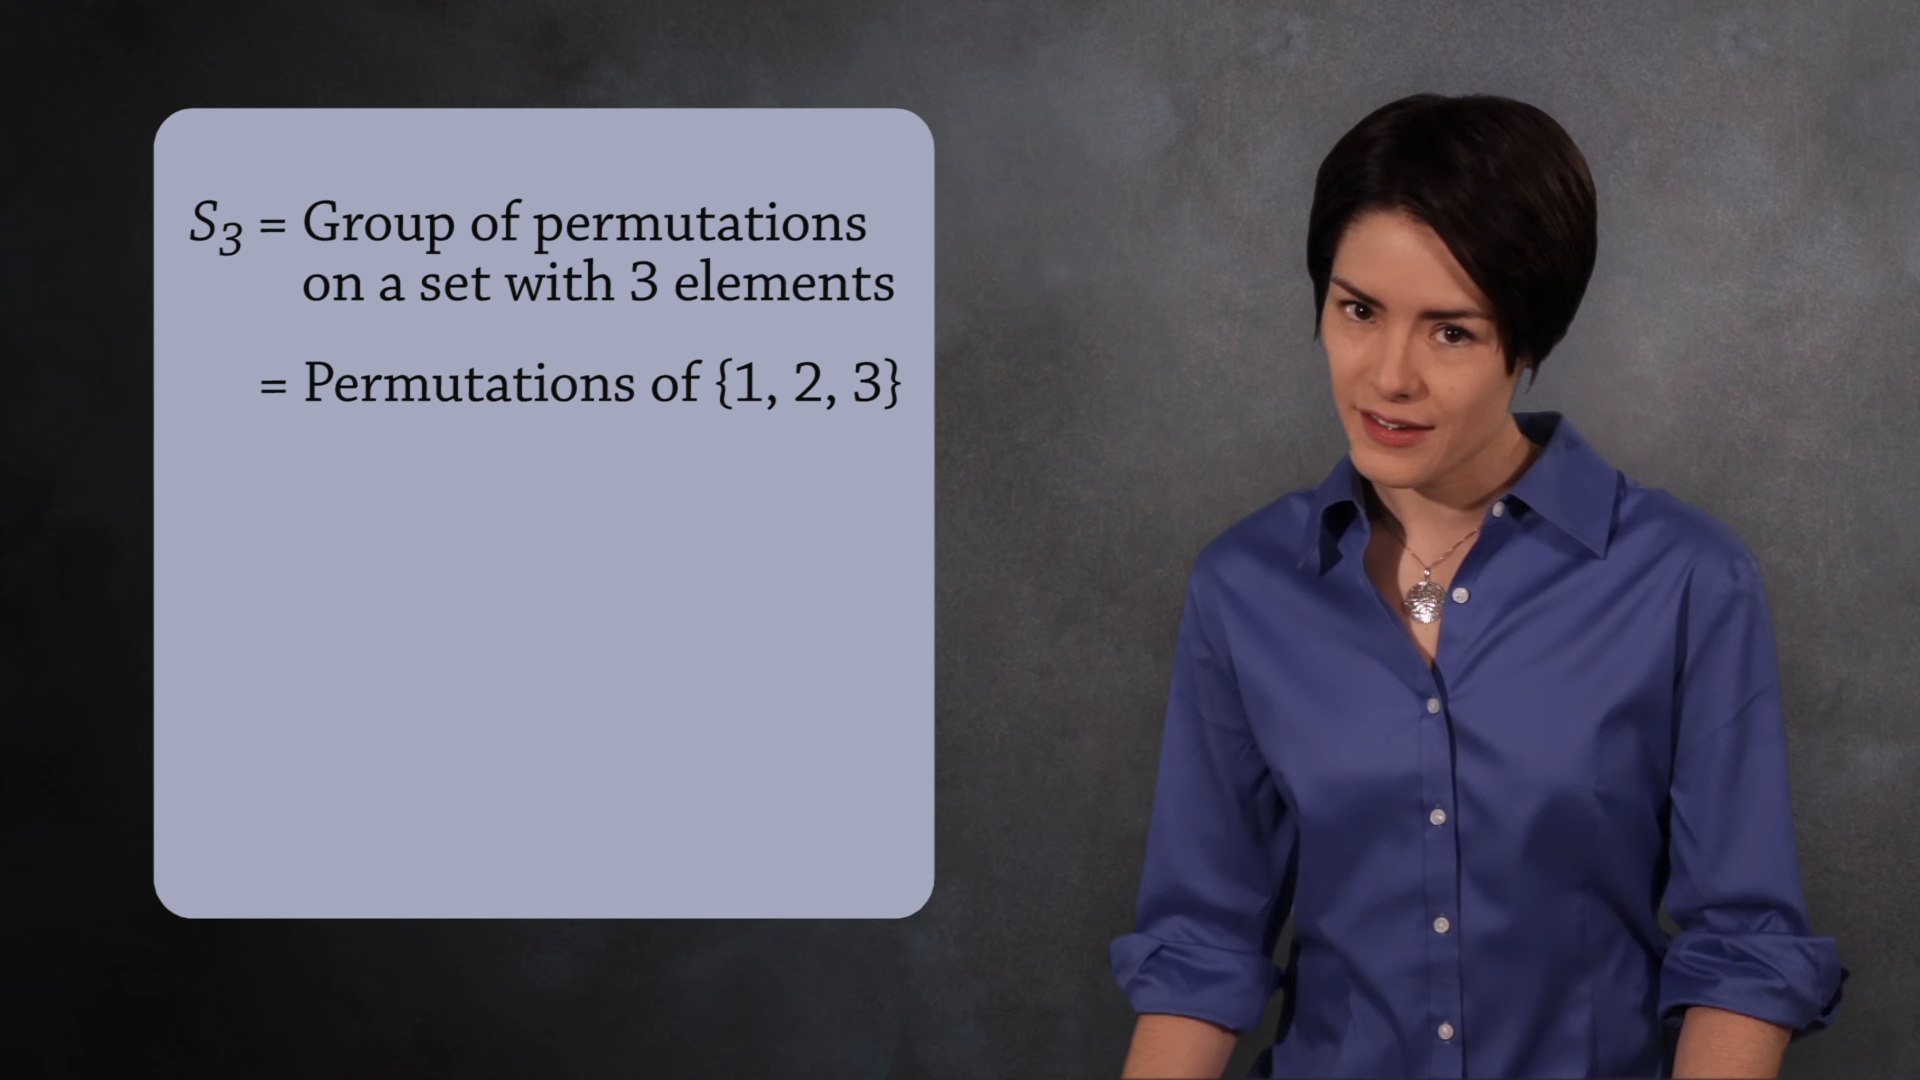 S₃ = Group of permutations
on a set with 3 elements
= Permutations of {1, 2, 3}